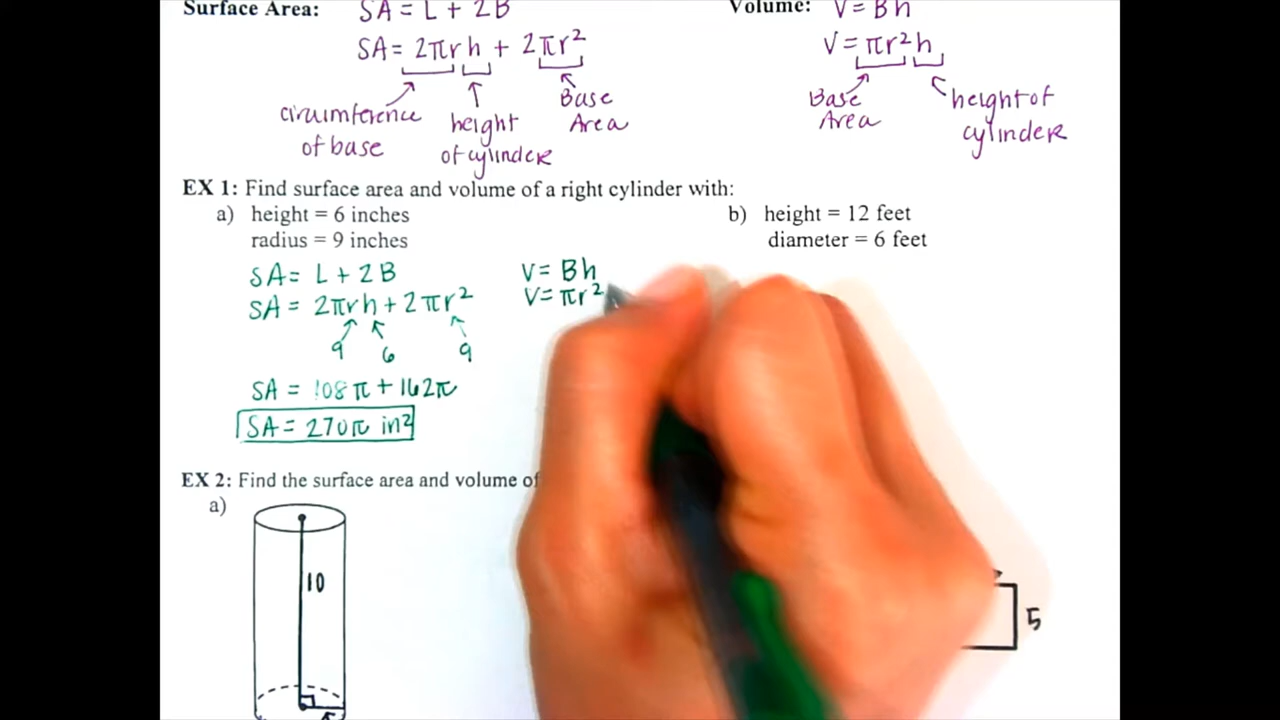 Surface Area: SA = L + 2B
SA = 2πrh + 2πr²
circumference of base
height of cylinder
Base Area
Volume: V = Bh
V = πr²h
Base Area
height of cylinder
EX 1: Find surface area and volume of a right cylinder with:
a) height = 6 inches
radius = 9 inches
SA = L + 2B
SA = 2πrh + 2πr²
9 6 9
SA = 108π + 162π
SA = 270π in²
V = Bh
V = πr²
b) height = 12 feet
diameter = 6 feet
EX 2: Find the surface area and volume of
a)
10
5